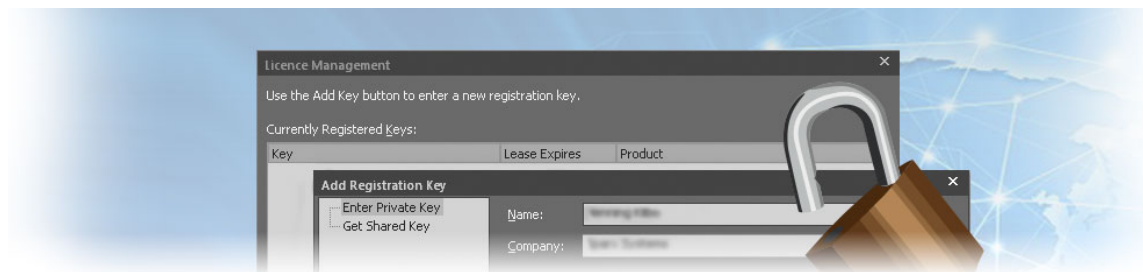 Licence Management
Use the Add Key button to enter a new registration key.
Currently Registered Keys:
Key Lease Expires Product
Add Registration Key
Enter Private Key
Get Shared Key
Name:
Company: